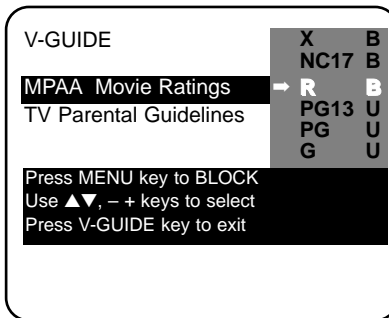 V-GUIDE
MPAA Movie Ratings
TV Parental Guidelines
X B
NC17 B
➡ R B
PG13 U
PG U
G U
Press MENU key to BLOCK
Use ▲▼, – + keys to select
Press V-GUIDE key to exit